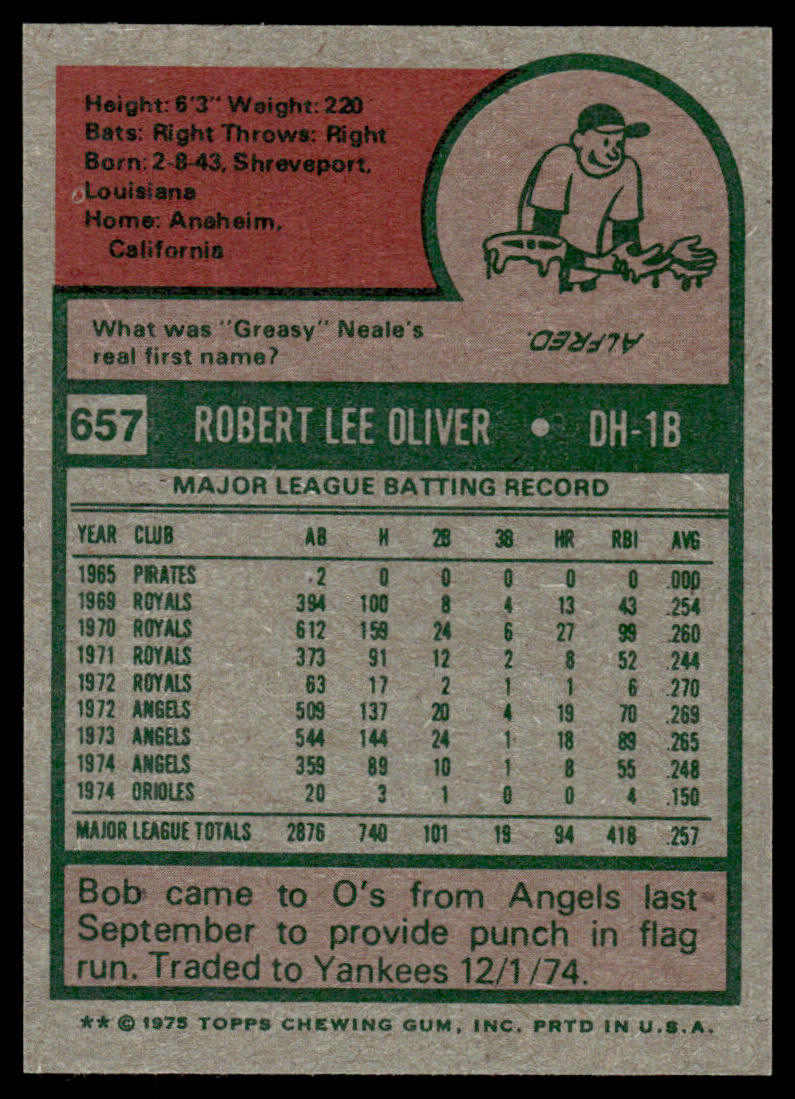 Height: 6'3" Weight: 220
Bats: Right Throws: Right
Born: 2-8-43, Shreveport,
Louisiana
Home: Anaheim,
California
What was "Greasy" Neale's
real first name?
ALFRED.
657 ROBERT LEE OLIVER • DH-1B
MAJOR LEAGUE BATTING RECORD
YEAR CLUB AB H 2B 3B HR RBI AVG
1965 PIRATES 2 0 0 0 0 0 .000
1969 ROYALS 394 100 8 4 13 43 .254
1970 ROYALS 612 159 24 6 27 99 .260
1971 ROYALS 373 91 12 2 8 52 .244
1972 ROYALS 63 17 2 1 1 6 .270
1972 ANGELS 509 137 20 4 19 70 .269
1973 ANGELS 544 144 24 1 18 89 .265
1974 ANGELS 359 89 10 1 8 55 .248
1974 ORIOLES 20 3 1 0 0 4 .150
MAJOR LEAGUE TOTALS 2876 740 101 19 94 418 .257
Bob came to O's from Angels last
September to provide punch in flag
run. Traded to Yankees 12/1/74.
** © 1975 TOPPS CHEWING GUM, INC. PRTD IN U.S.A.